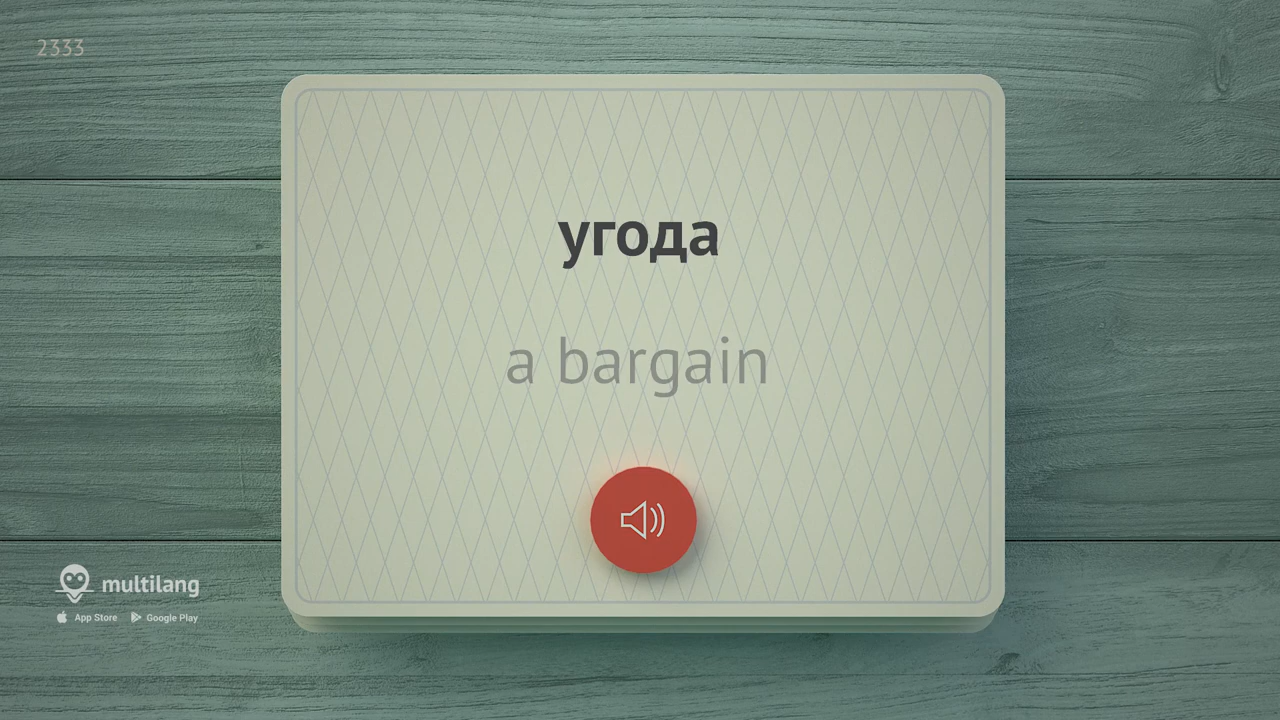 2333
угода
a bargain
multilang
App Store Google Play